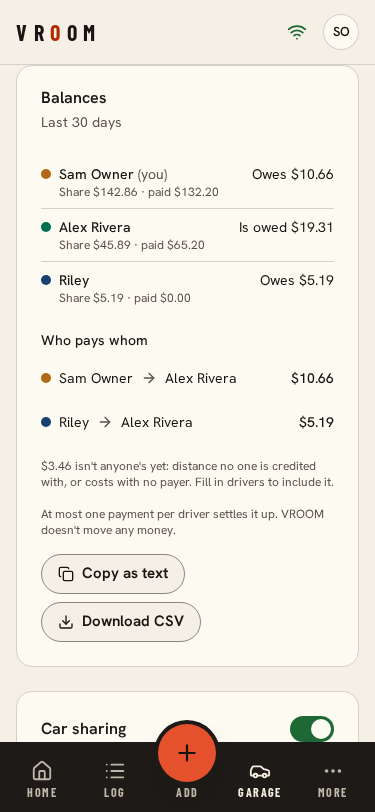 VROOM
SO
Balances
Last 30 days
Sam Owner (you) Owes $10.66
Share $142.86 · paid $132.20
Alex Rivera Is owed $19.31
Share $45.89 · paid $65.20
Riley Owes $5.19
Share $5.19 · paid $0.00
Who pays whom
Sam Owner → Alex Rivera $10.66
Riley → Alex Rivera $5.19
$3.46 isn't anyone's yet: distance no one is credited
with, or costs with no payer. Fill in drivers to include it.
At most one payment per driver settles it up. VROOM
doesn't move any money.
Copy as text
Download CSV
Car sharing
HOME LOG ADD GARAGE MORE